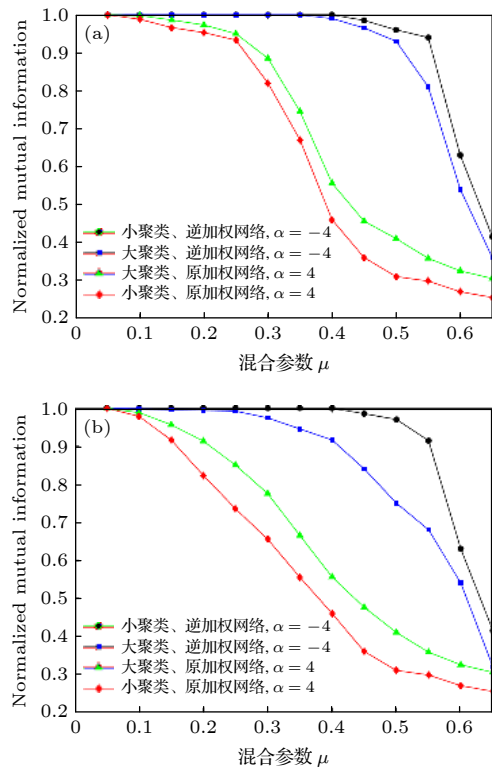 (a)
Normalized mutual information
1.0
0.9
0.8
0.7
0.6
0.5
0.4
0.3
0.2
小聚类、逆加权网络, α = −4
大聚类、逆加权网络, α = −4
大聚类、原加权网络, α = 4
小聚类、原加权网络, α = 4
0 0.1 0.2 0.3 0.4 0.5 0.6
混合参数 μ
(b)
Normalized mutual information
1.0
0.9
0.8
0.7
0.6
0.5
0.4
0.3
0.2
小聚类、逆加权网络, α = −4
大聚类、逆加权网络, α = −4
大聚类、原加权网络, α = 4
小聚类、原加权网络, α = 4
0 0.1 0.2 0.3 0.4 0.5 0.6
混合参数 μ